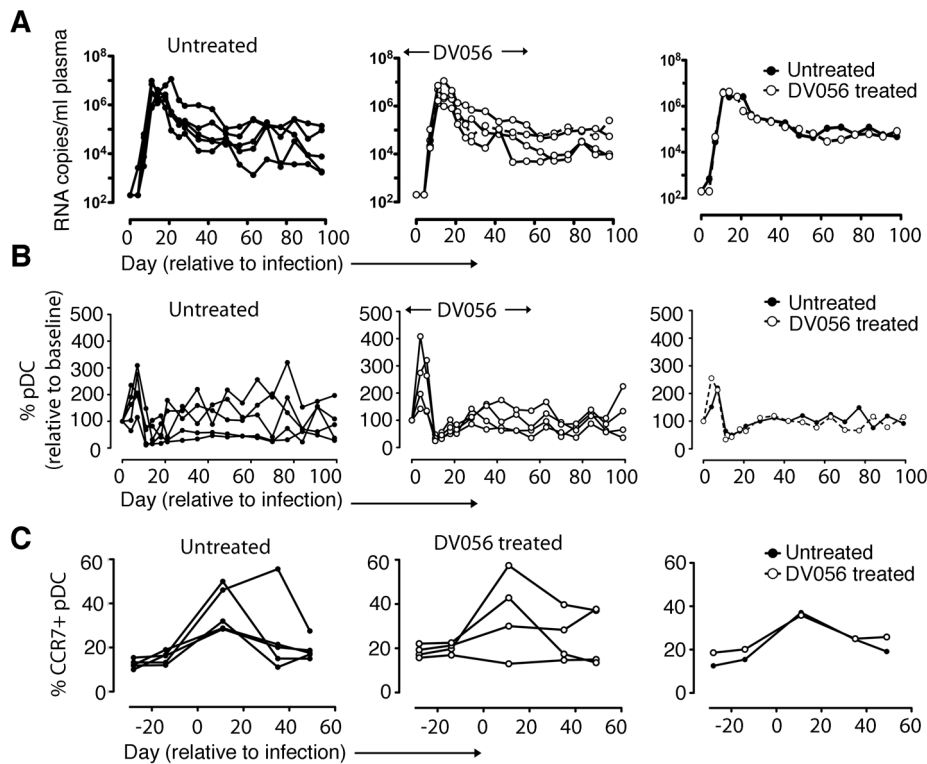 A
RNA copies/ml plasma
Untreated
DV056
Untreated
DV056 treated
10⁸
10⁶
10⁴
10²
0 20 40 60 80 100
10⁸
10⁶
10⁴
10²
0 20 40 60 80 100
10⁸
10⁶
10⁴
10²
0 20 40 60 80 100
Day (relative to infection)
B
% pDC
(relative to baseline)
Untreated
DV056
Untreated
DV056 treated
500
400
300
200
100
0
0 20 40 60 80 100
500
400
300
200
100
0
0 20 40 60 80 100
500
400
300
200
100
0
0 20 40 60 80 100
Day (relative to infection)
C
% CCR7+ pDC
Untreated
DV056 treated
Untreated
DV056 treated
60
40
20
0
-20 0 20 40 60
60
40
20
0
-20 0 20 40 60
60
40
20
0
-20 0 20 40 60
Day (relative to infection)